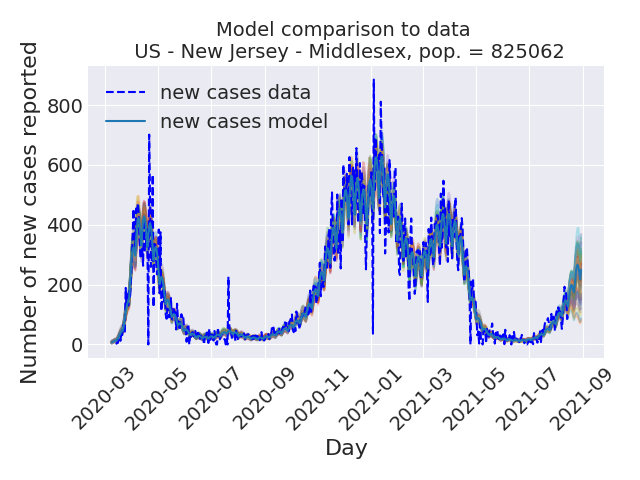 Model comparison to data
US - New Jersey - Middlesex, pop. = 825062
Number of new cases reported
new cases data
new cases model
800
600
400
200
0
2020-03
2020-05
2020-07
2020-09
2020-11
2021-01
2021-03
2021-05
2021-07
2021-09
Day